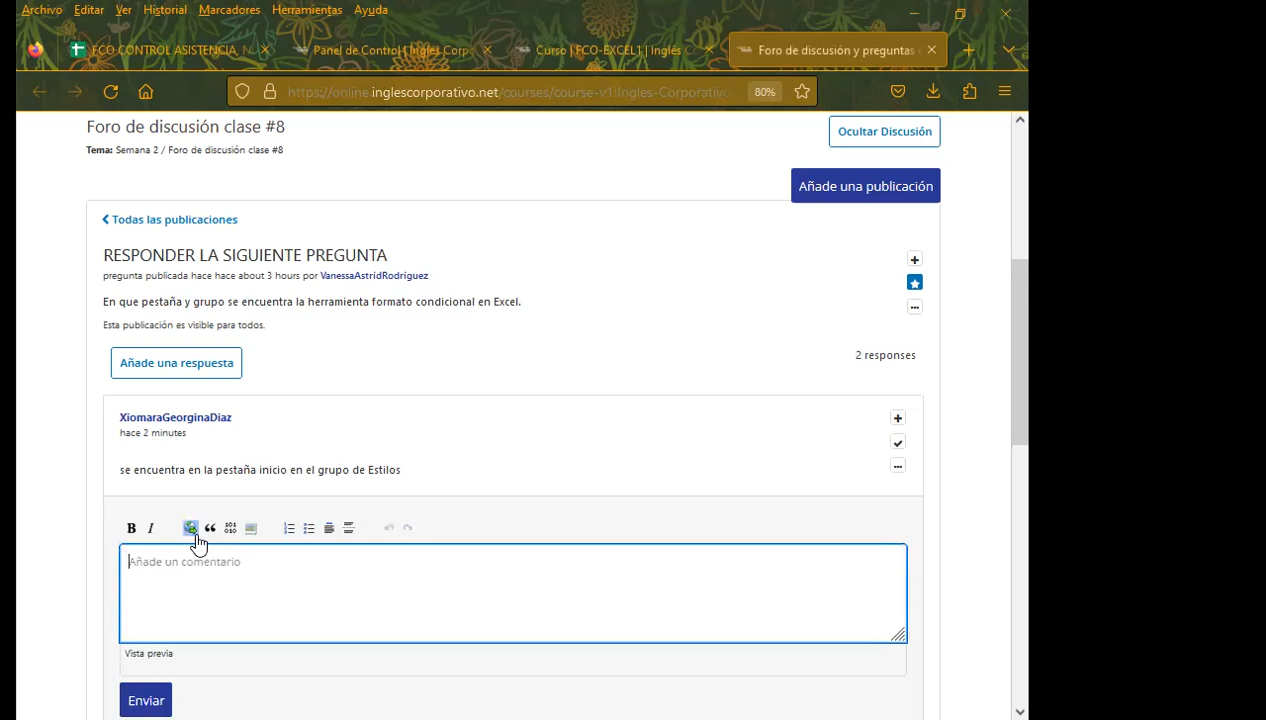 Archivo Editar Ver Historial Marcadores Herramientas Ayuda
FCO CONTROL ASISTENCIA, N
Panel de Control | Ingles Corp
Curso | FCO-EXCEL1 | Inglés C
Foro de discusión y preguntas
https://online.inglescorporativo.net/courses/course-v1:Ingles-Corporativo
80%
Foro de discusión clase #8
Ocultar Discusión
Tema: Semana 2 / Foro de discusión clase #8
Añade una publicación
Todas las publicaciones
RESPONDER LA SIGUIENTE PREGUNTA
pregunta publicada hace hace about 3 hours por VanessaAstridRodriguez
En que pestaña y grupo se encuentra la herramienta formato condicional en Excel.
Esta publicación es visible para todos.
Añade una respuesta
2 responses
XiomaraGeorginaDiaz
hace 2 minutes
se encuentra en la pestaña inicio en el grupo de Estilos
B I
101
010
Añade un comentario
Vista previa
Enviar